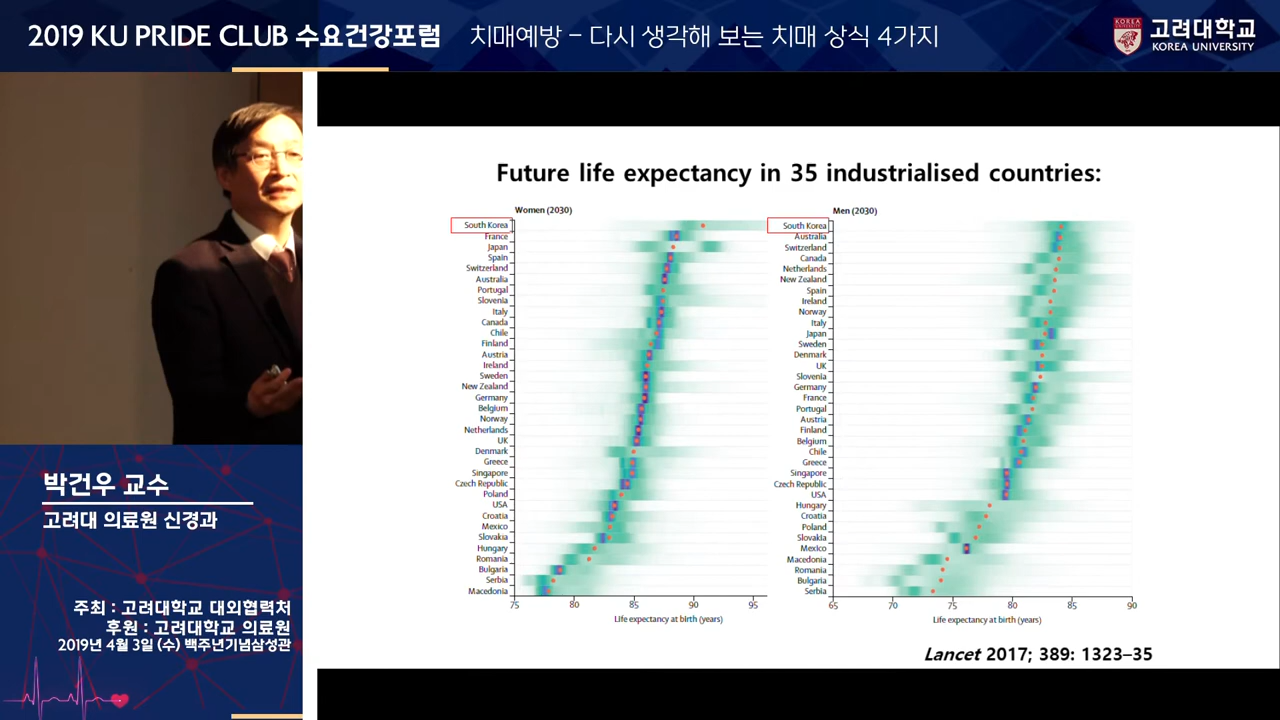 2019 KU PRIDE CLUB 수요건강포럼 치매예방 – 다시 생각해 보는 치매 상식 4가지
고려대학교
KOREA UNIVERSITY
박건우 교수
고려대 의료원 신경과
주최 : 고려대학교 대외협력처
후원 : 고려대학교 의료원
2019년 4월 3일 (수) 백주년기념삼성관
Future life expectancy in 35 industrialised countries:
Women (2030)
South Korea
France
Japan
Spain
Switzerland
Australia
Portugal
Slovenia
Italy
Canada
Chile
Finland
Austria
Ireland
Sweden
New Zealand
Germany
Belgium
Norway
Netherlands
UK
Denmark
Greece
Singapore
Czech Republic
Poland
USA
Croatia
Mexico
Slovakia
Hungary
Romania
Bulgaria
Serbia
Macedonia
75 80 85 90 95
Life expectancy at birth (years)
Men (2030)
South Korea
Australia
Switzerland
Canada
Netherlands
New Zealand
Spain
Ireland
Norway
Italy
Japan
Sweden
Denmark
UK
Slovenia
Germany
France
Portugal
Austria
Finland
Belgium
Chile
Greece
Singapore
Czech Republic
USA
Hungary
Croatia
Poland
Slovakia
Mexico
Macedonia
Romania
Bulgaria
Serbia
65 70 75 80 85 90
Life expectancy at birth (years)
Lancet 2017; 389: 1323–35